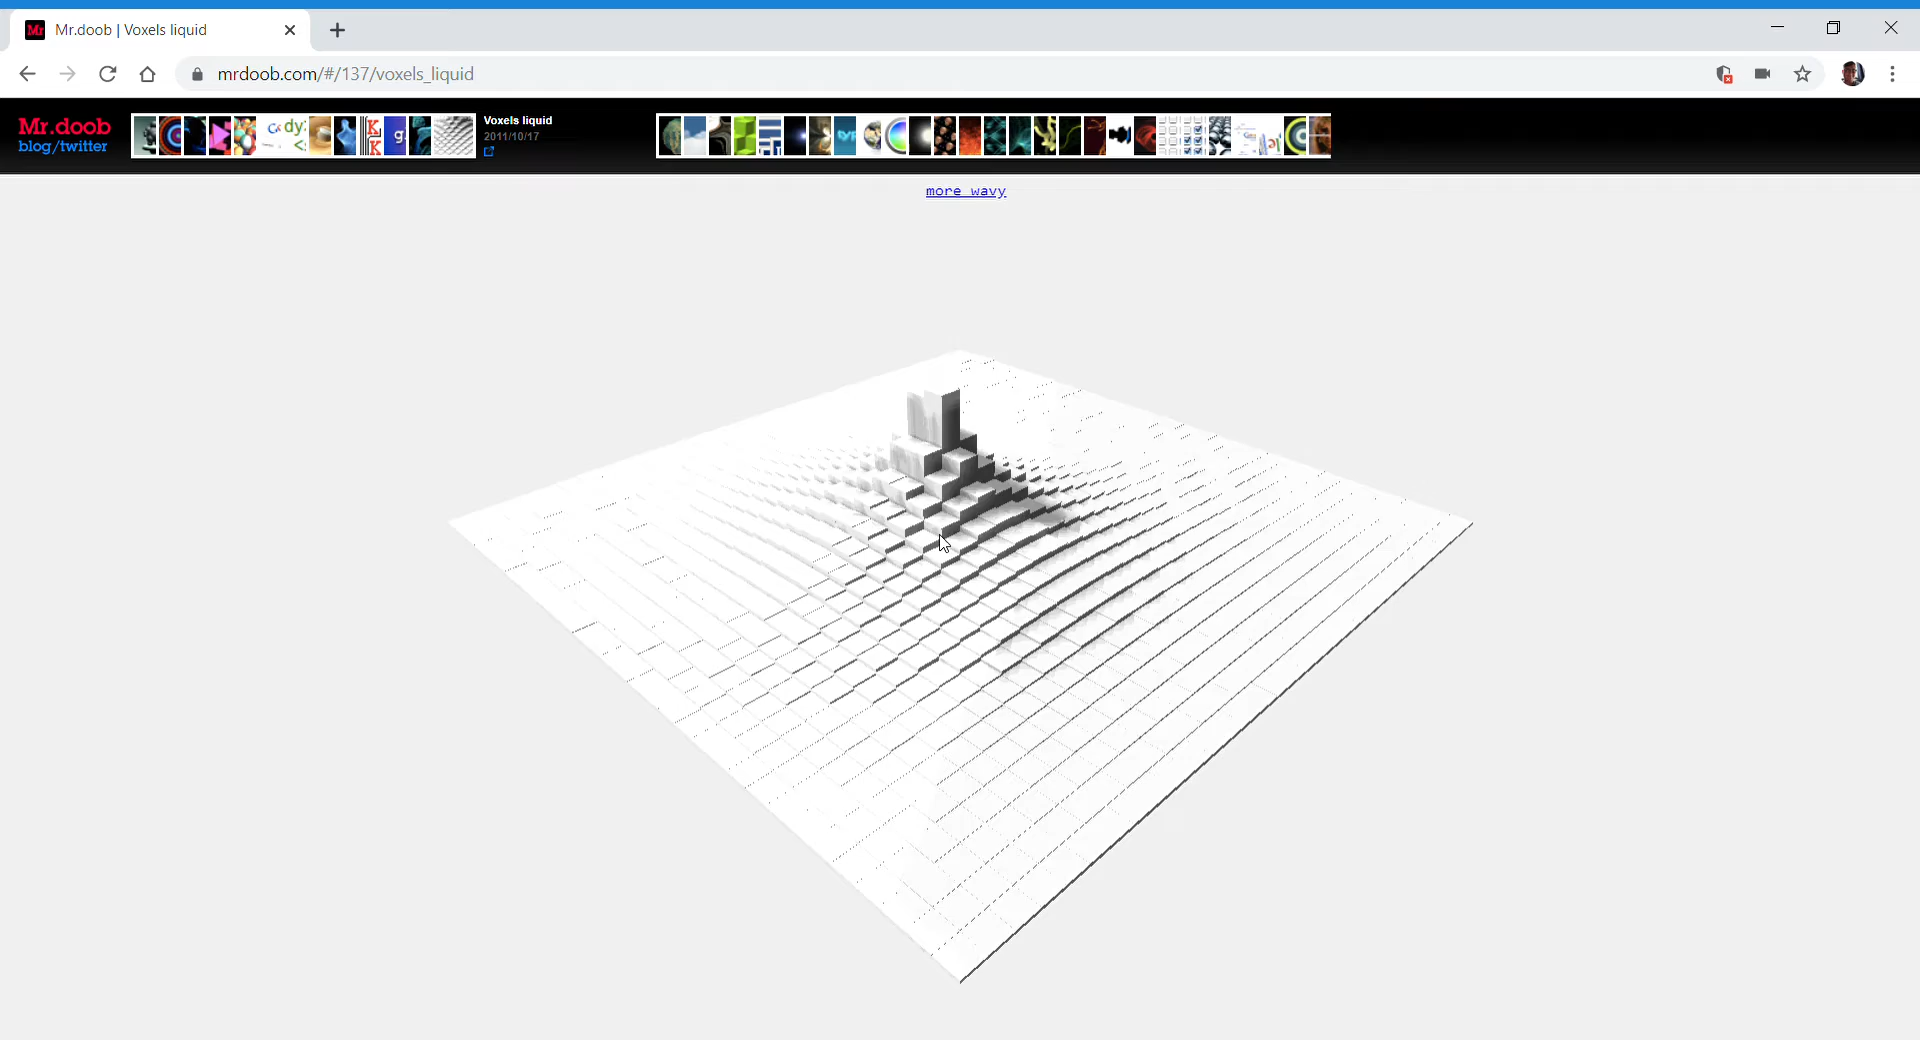 Mr.doob | Voxels liquid
mrdoob.com/#/137/voxels_liquid
Mr.doob
blog/twitter
Voxels liquid
2011/10/17
more wavy